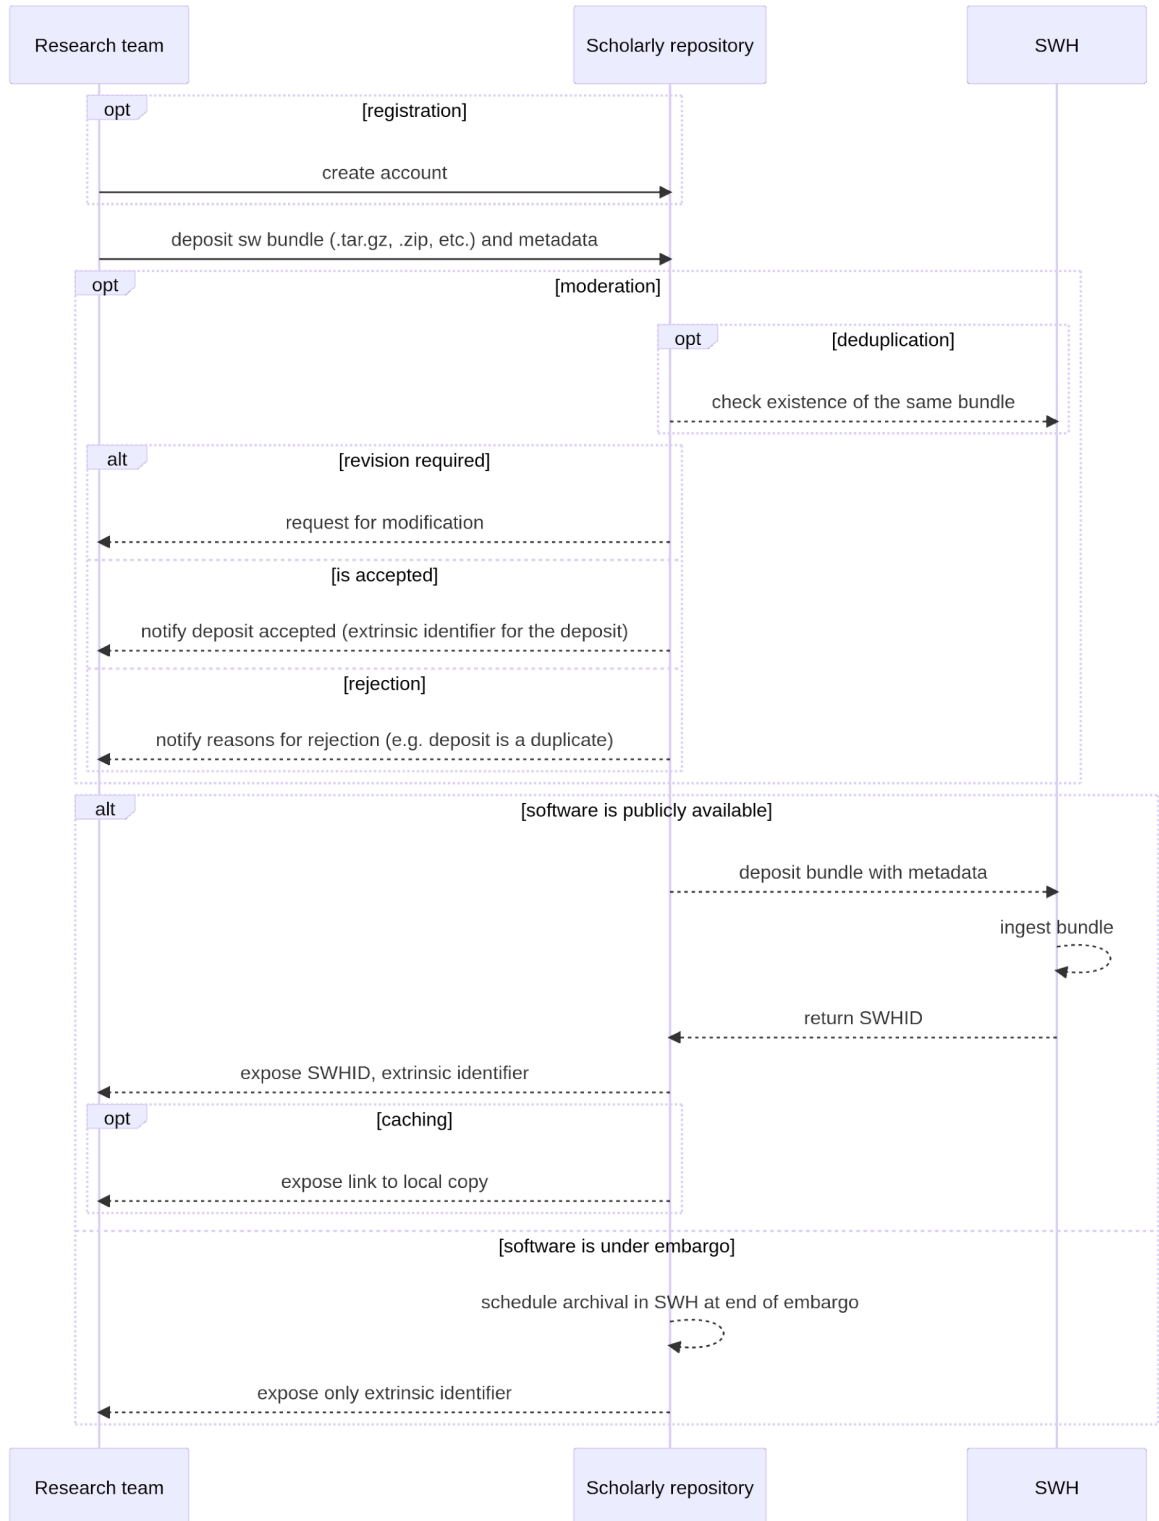 Research team
Scholarly repository
SWH
opt
[registration]
create account
deposit sw bundle (.tar.gz, .zip, etc.) and metadata
opt
[moderation]
opt
[deduplication]
check existence of the same bundle
alt
[revision required]
request for modification
[is accepted]
notify deposit accepted (extrinsic identifier for the deposit)
[rejection]
notify reasons for rejection (e.g. deposit is a duplicate)
alt
[software is publicly available]
deposit bundle with metadata
ingest bundle
return SWHID
expose SWHID, extrinsic identifier
opt
[caching]
expose link to local copy
[software is under embargo]
schedule archival in SWH at end of embargo
expose only extrinsic identifier
Research team
Scholarly repository
SWH